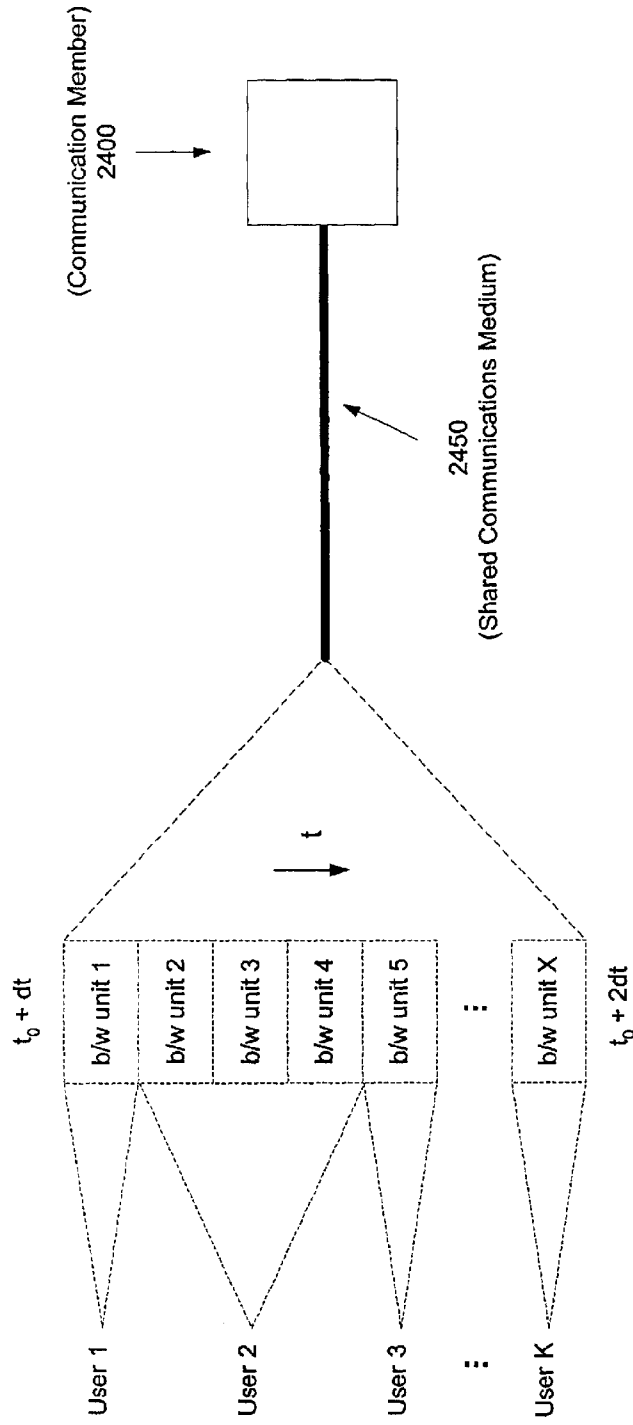 t₀ + dt
User 1
b/w unit 1
User 2
b/w unit 2
b/w unit 3
b/w unit 4
User 3
b/w unit 5
⋮
⋮
User K
b/w unit X
t₀ + 2dt
t
2450
(Shared Communications Medium)
(Communication Member)
2400